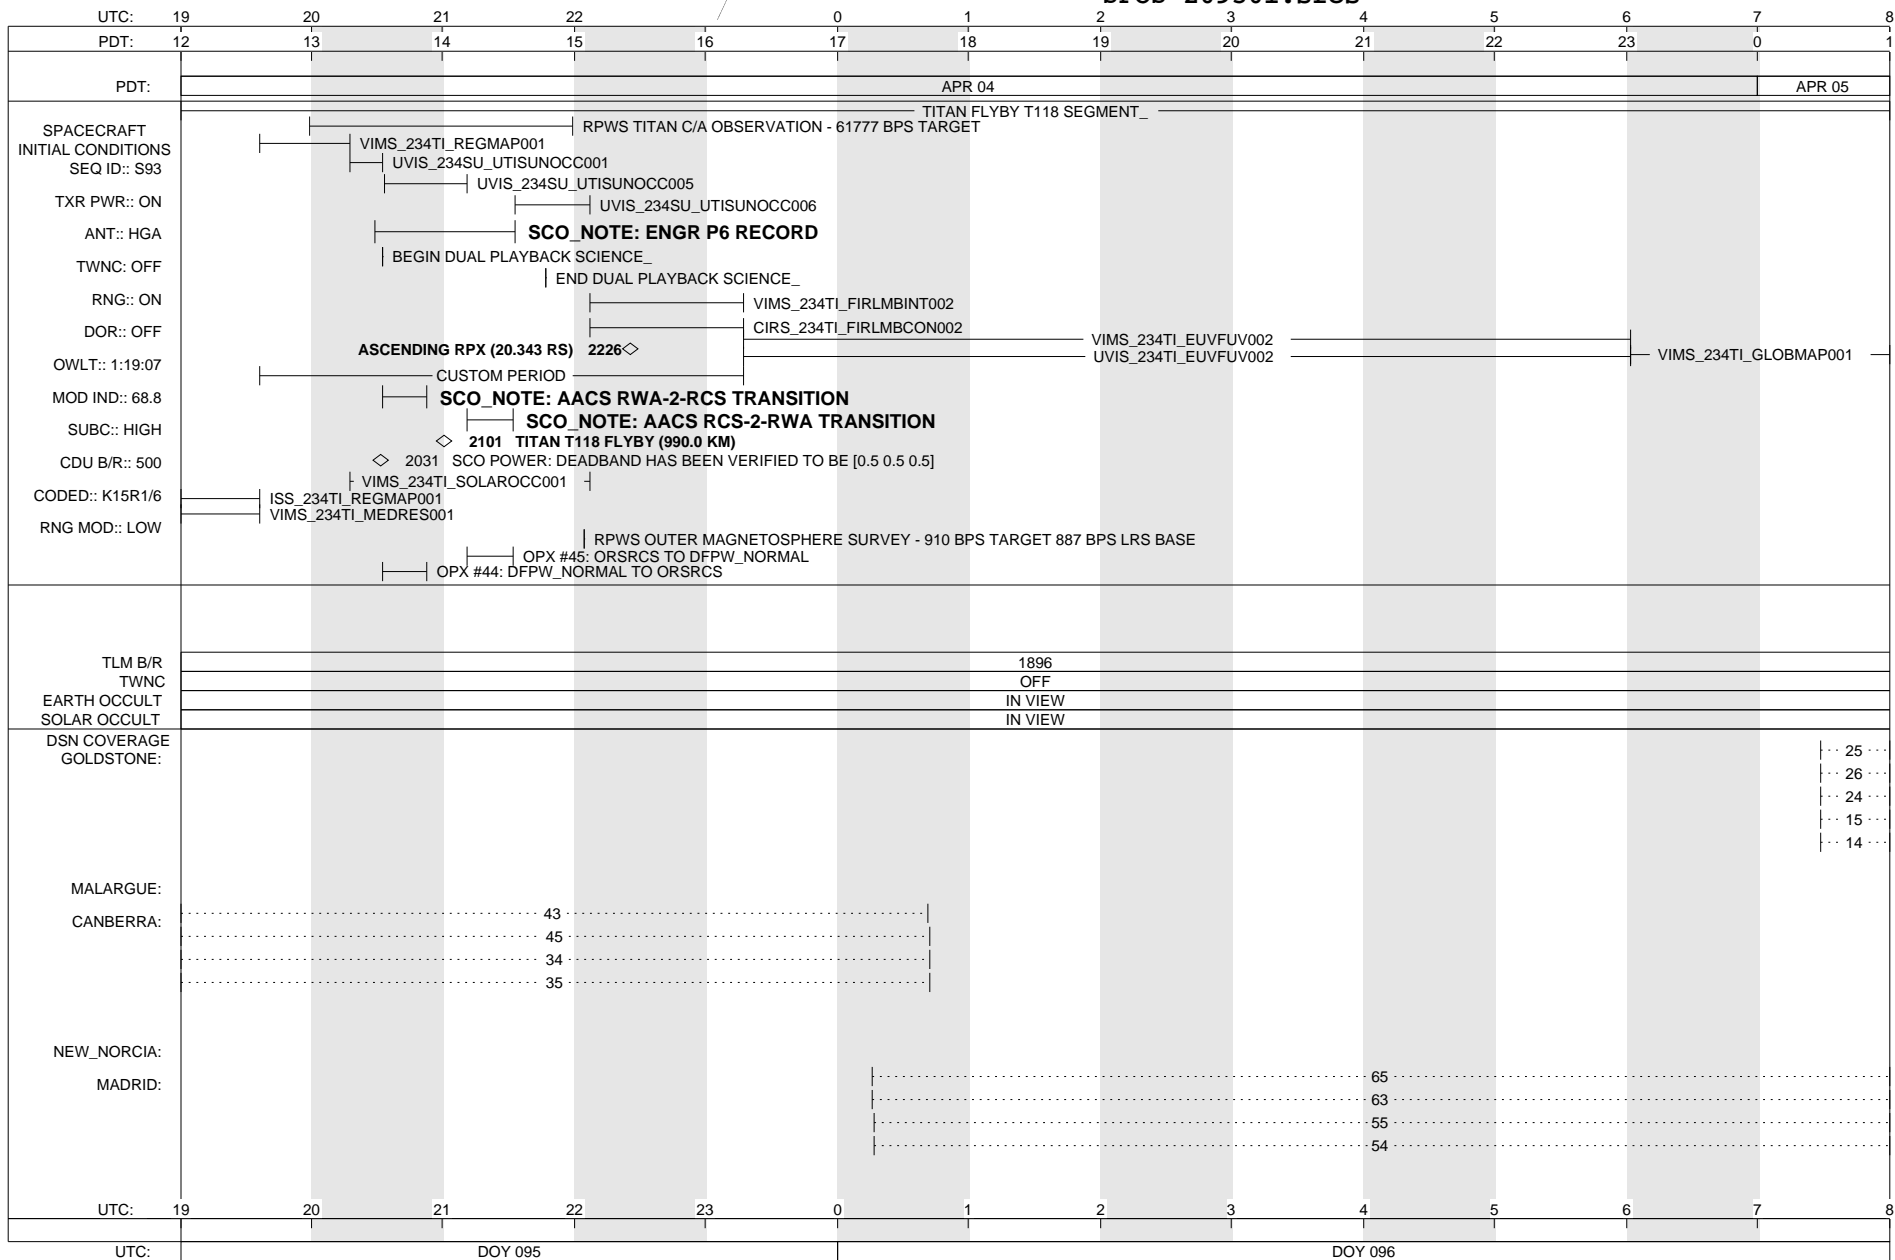 UTC: 19 20 21 22 0 1 2 3 4 5 6 7 8
PDT: 12 13 14 15 16 17 18 19 20 21 22 23 0 1
PDT: APR 04 APR 05
TITAN FLYBY T118 SEGMENT_
SPACECRAFT
INITIAL CONDITIONS
SEQ ID:: S93
TXR PWR:: ON
ANT:: HGA
TWNC: OFF
RNG:: ON
DOR:: OFF
OWLT:: 1:19:07
MOD IND:: 68.8
SUBC:: HIGH
CDU B/R:: 500
CODED:: K15R1/6
RNG MOD:: LOW
RPWS TITAN C/A OBSERVATION - 61777 BPS TARGET
VIMS_234TI_REGMAP001
UVIS_234SU_UTISUNOCC001
UVIS_234SU_UTISUNOCC005
UVIS_234SU_UTISUNOCC006
SCO_NOTE: ENGR P6 RECORD
BEGIN DUAL PLAYBACK SCIENCE_
END DUAL PLAYBACK SCIENCE_
VIMS_234TI_FIRLMBINT002
CIRS_234TI_FIRLMBCON002
VIMS_234TI_EUVFUV002
ASCENDING RPX (20.343 RS) 2226
UVIS_234TI_EUVFUV002
VIMS_234TI_GLOBMAP001
CUSTOM PERIOD
SCO_NOTE: AACS RWA-2-RCS TRANSITION
SCO_NOTE: AACS RCS-2-RWA TRANSITION
2101 TITAN T118 FLYBY (990.0 KM)
2031 SCO POWER: DEADBAND HAS BEEN VERIFIED TO BE [0.5 0.5 0.5]
VIMS_234TI_SOLAROCC001
ISS_234TI_REGMAP001
VIMS_234TI_MEDRES001
RPWS OUTER MAGNETOSPHERE SURVEY - 910 BPS TARGET 887 BPS LRS BASE
OPX #45: ORSRCS TO DFPW_NORMAL
OPX #44: DFPW_NORMAL TO ORSRCS
TLM B/R 1896
TWNC OFF
EARTH OCCULT IN VIEW
SOLAR OCCULT IN VIEW
DSN COVERAGE
GOLDSTONE:
25
26
24
15
14
MALARGUE:
CANBERRA:
43
45
34
35
NEW_NORCIA:
MADRID:
65
63
55
54
UTC: 19 20 21 22 23 0 1 2 3 4 5 6 7 8
UTC: DOY 095 DOY 096